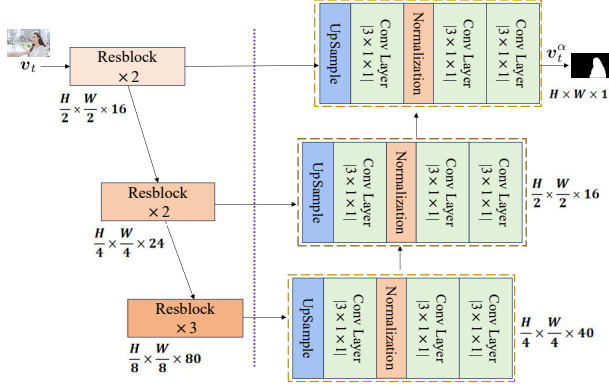 v_t
Resblock
×2
H/2 × W/2 × 16
UpSample
Conv Layer
|3×1×1|
Normalization
Conv Layer
|3×1×1|
Conv Layer
|3×1×1|
v_t^α
H × W × 1
Resblock
×2
H/4 × W/4 × 24
UpSample
Conv Layer
|3×1×1|
Normalization
Conv Layer
|3×1×1|
Conv Layer
|3×1×1|
H/2 × W/2 × 16
Resblock
×3
H/8 × W/8 × 80
UpSample
Conv Layer
|3×1×1|
Normalization
Conv Layer
|3×1×1|
Conv Layer
|3×1×1|
H/4 × W/4 × 40